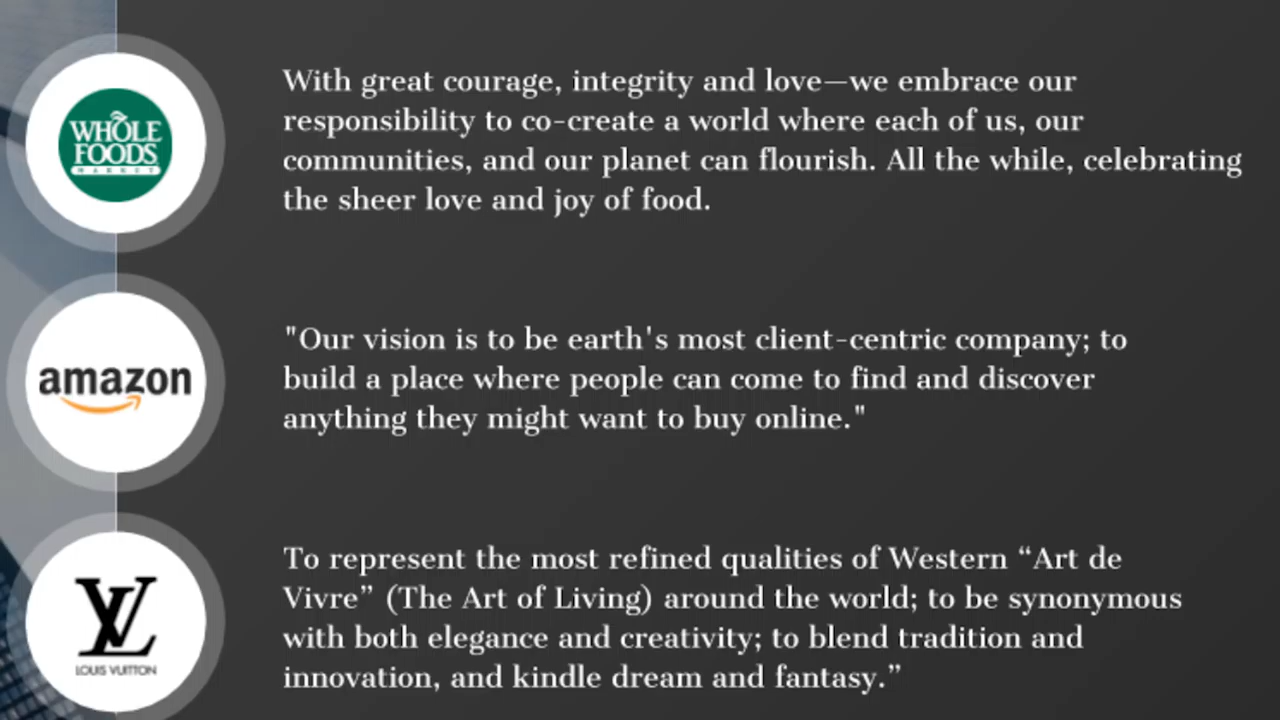 WHOLE
FOODS
MARKET
With great courage, integrity and love—we embrace our
responsibility to co-create a world where each of us, our
communities, and our planet can flourish. All the while, celebrating
the sheer love and joy of food.
amazon
"Our vision is to be earth's most client-centric company; to
build a place where people can come to find and discover
anything they might want to buy online."
LV
LOUIS VUITTON
To represent the most refined qualities of Western “Art de
Vivre” (The Art of Living) around the world; to be synonymous
with both elegance and creativity; to blend tradition and
innovation, and kindle dream and fantasy.”